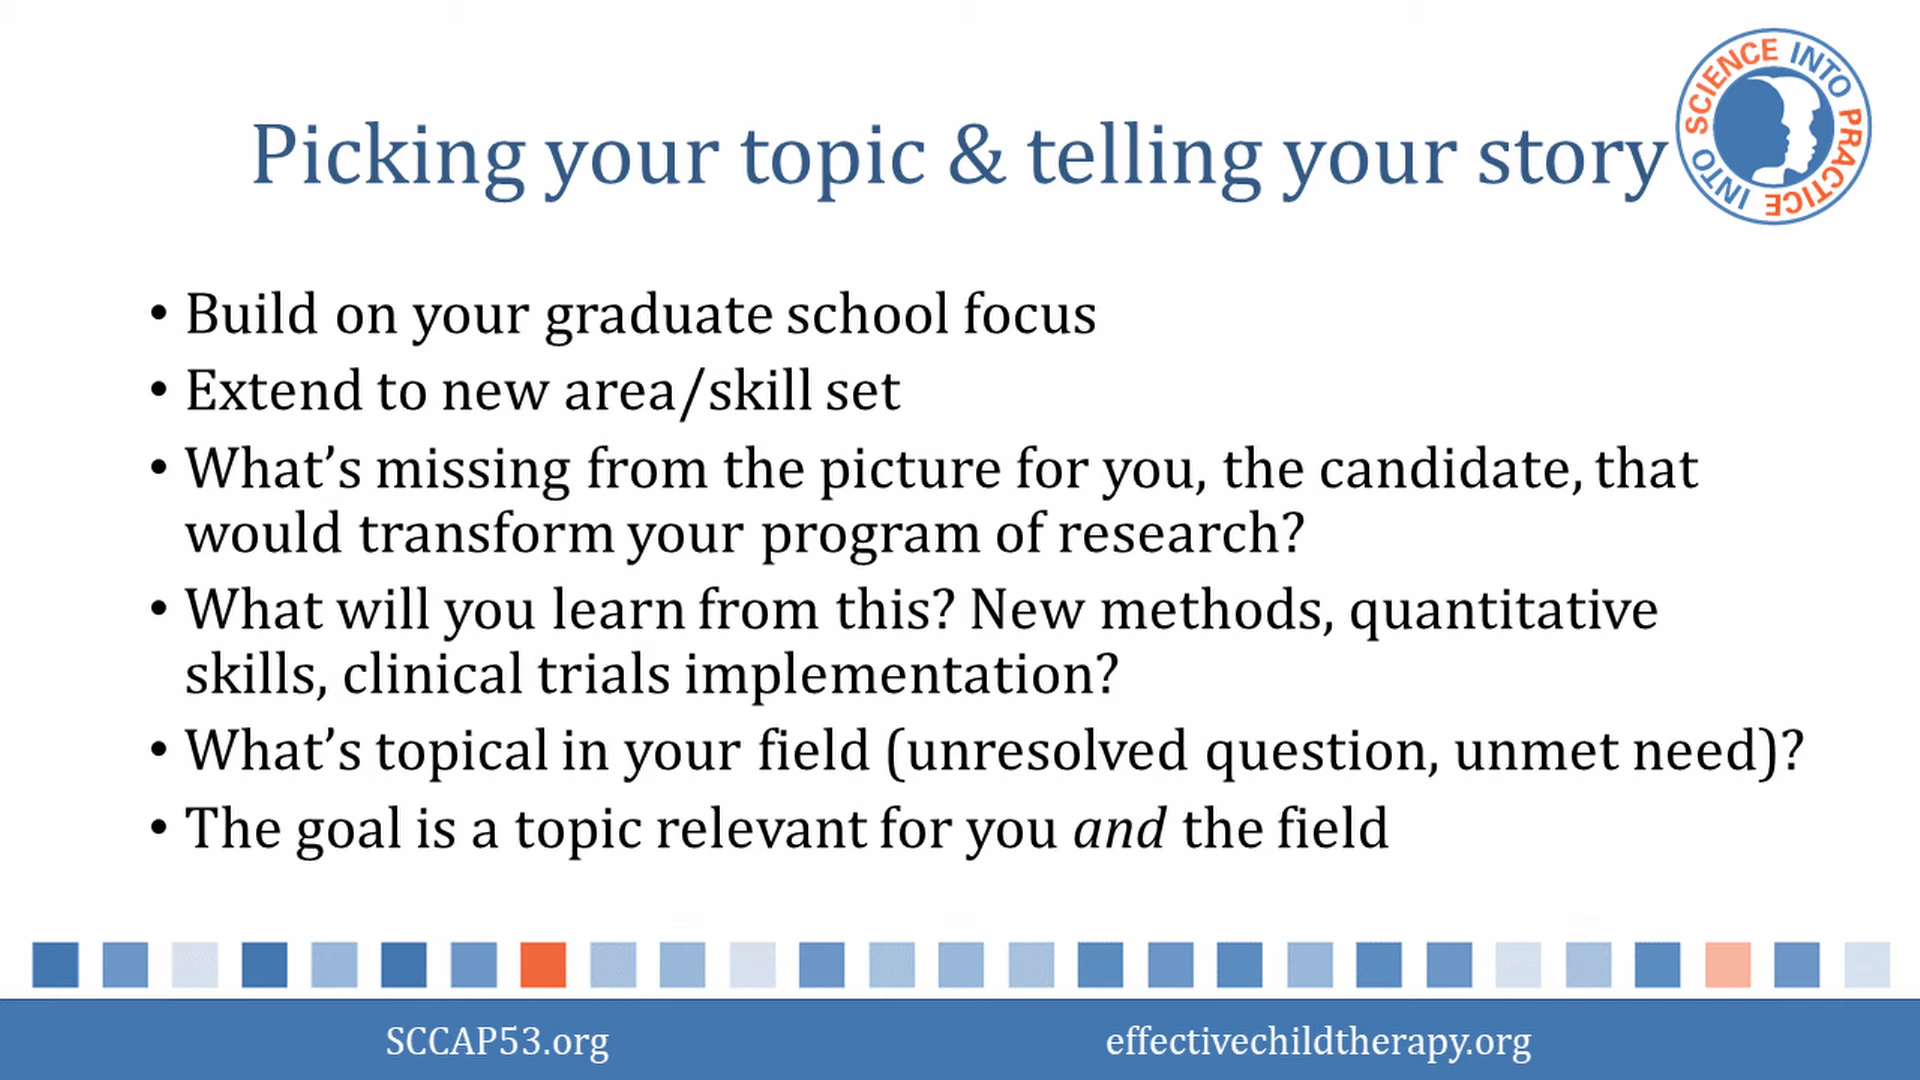 Picking your topic & telling your story
SCIENCE INTO PRACTICE INTO
• Build on your graduate school focus
• Extend to new area/skill set
• What’s missing from the picture for you, the candidate, that
would transform your program of research?
• What will you learn from this? New methods, quantitative
skills, clinical trials implementation?
• What’s topical in your field (unresolved question, unmet need)?
• The goal is a topic relevant for you and the field
SCCAP53.org
effectivechildtherapy.org